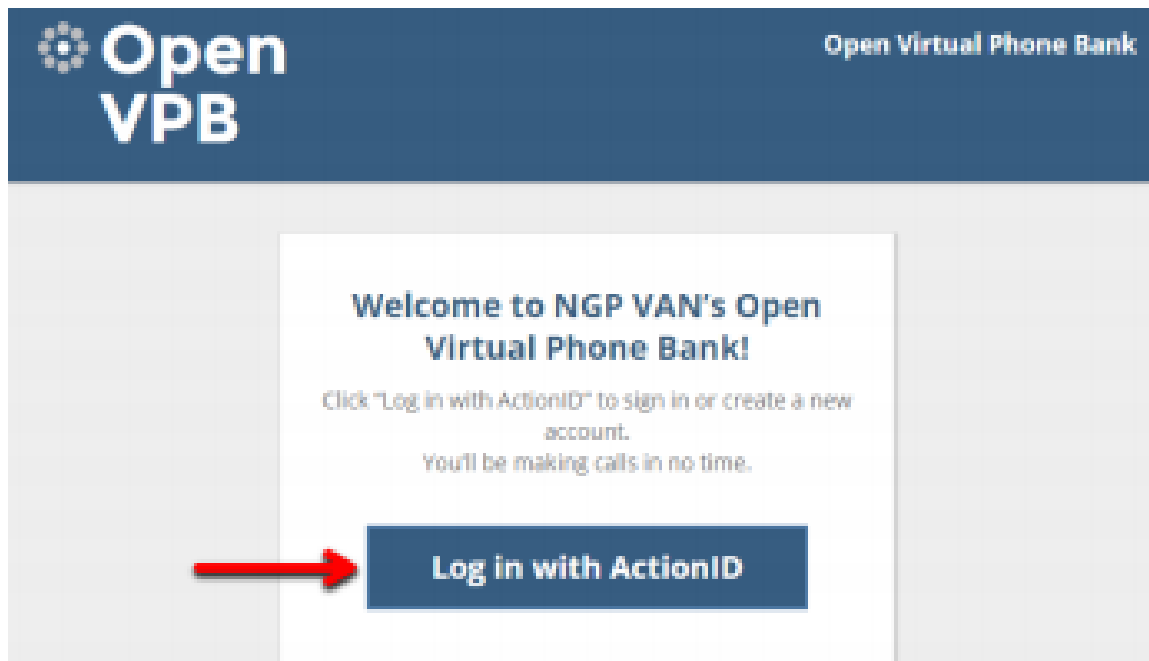 Open
VPB
Open Virtual Phone Bank
Welcome to NGP VAN's Open
Virtual Phone Bank!
Click "Log in with ActionID" to sign in or create a new
account.
You'll be making calls in no time.
Log in with ActionID